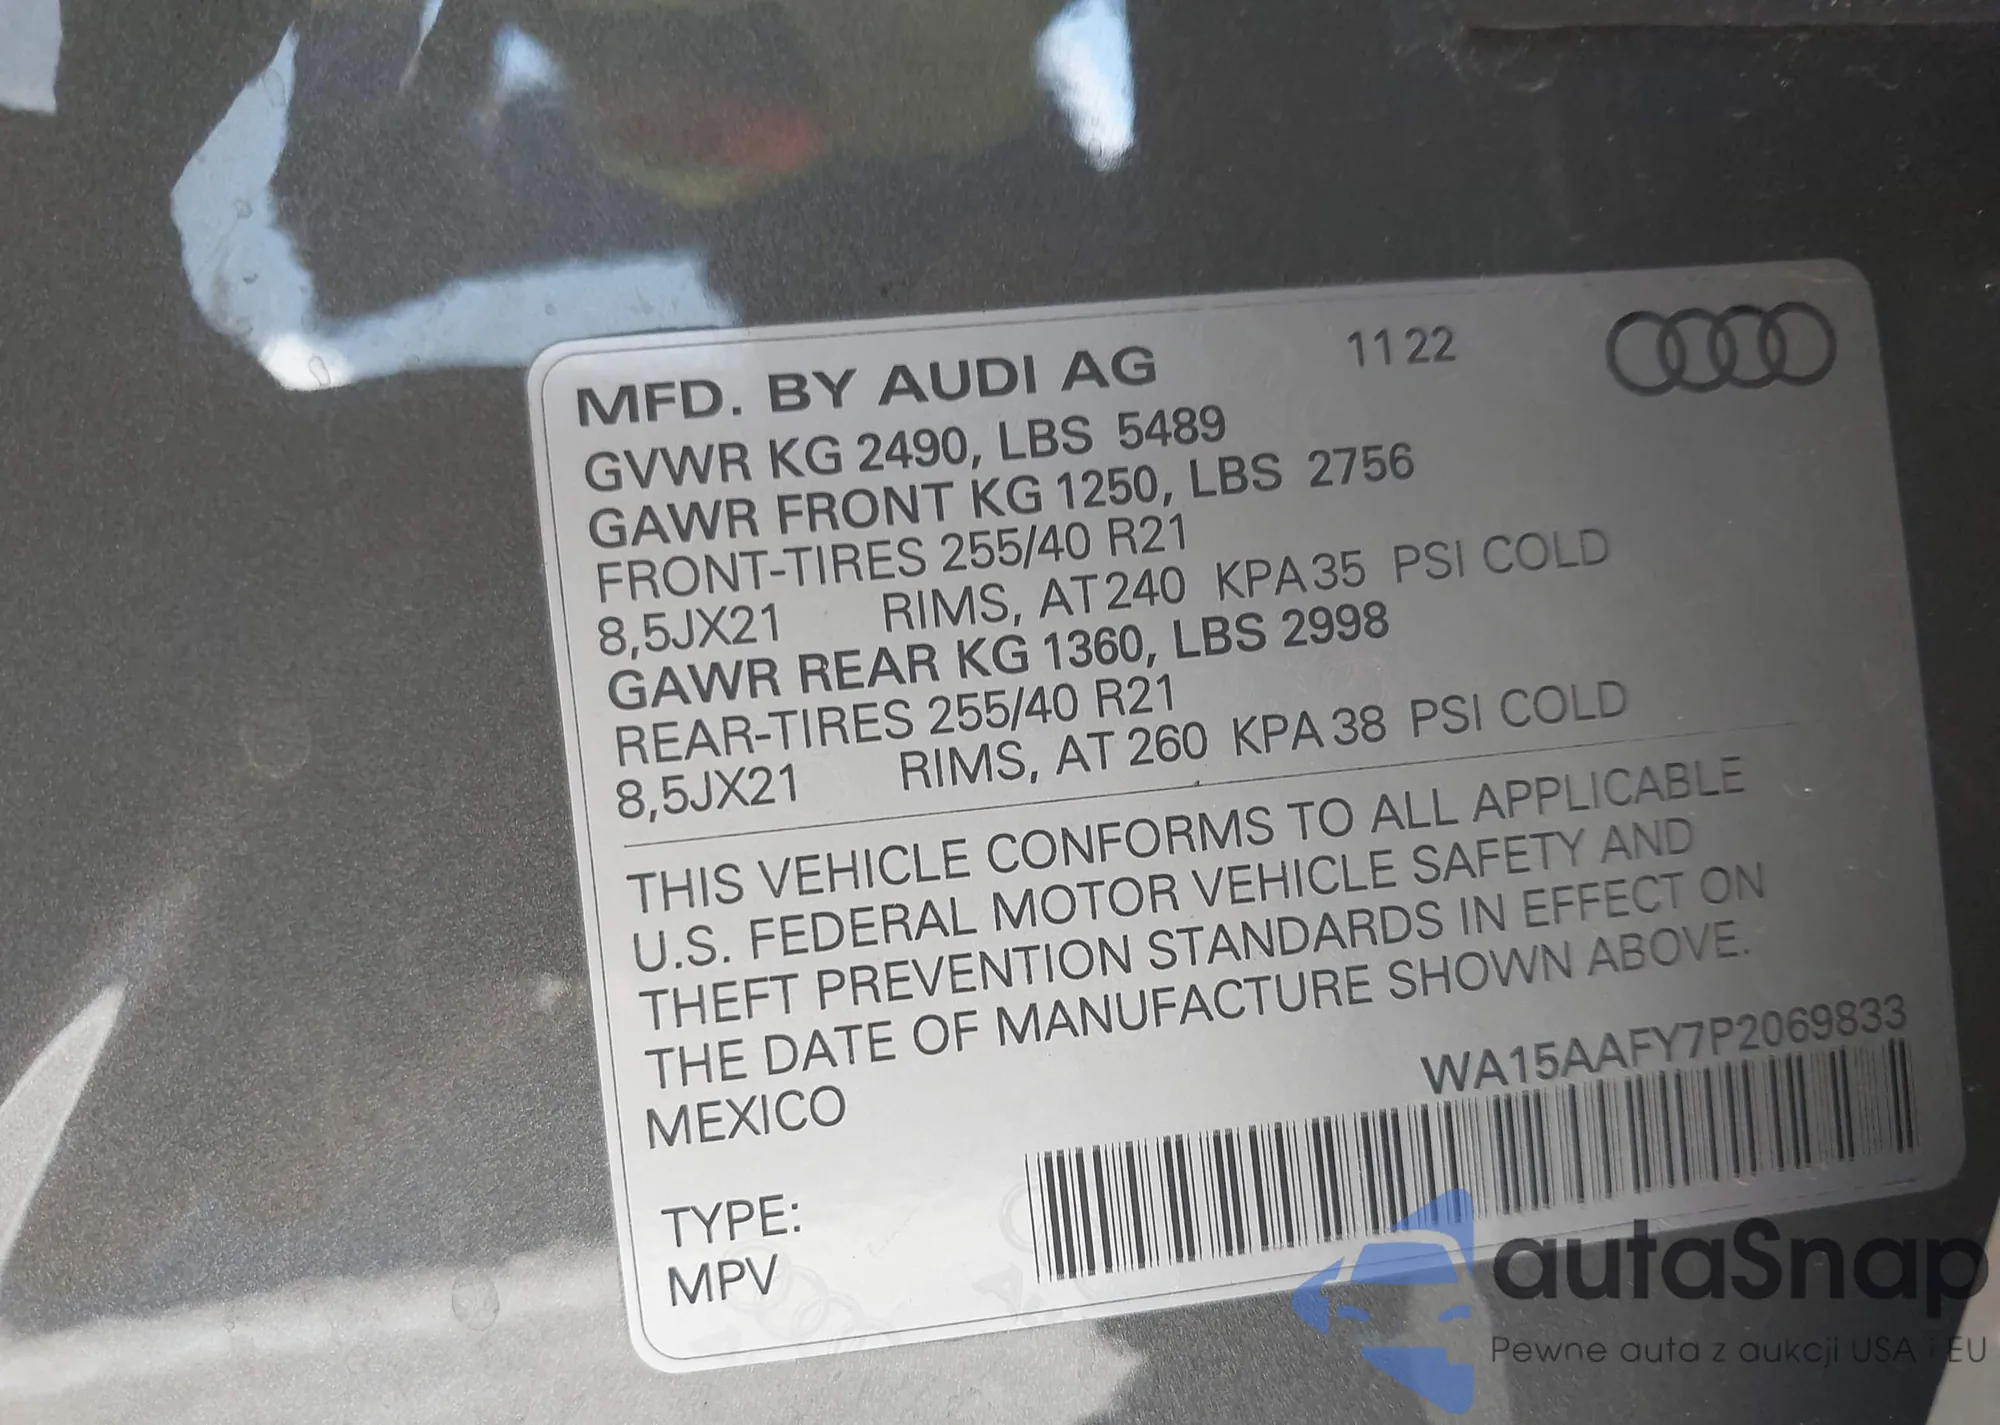 MFD. BY AUDI AG 1122
GVWR KG 2490, LBS 5489
GAWR FRONT KG 1250, LBS 2756
FRONT-TIRES 255/40 R21
8,5JX21 RIMS, AT 240 KPA 35 PSI COLD
GAWR REAR KG 1360, LBS 2998
REAR-TIRES 255/40 R21
8,5JX21 RIMS, AT 260 KPA 38 PSI COLD
THIS VEHICLE CONFORMS TO ALL APPLICABLE
U.S. FEDERAL MOTOR VEHICLE SAFETY AND
THEFT PREVENTION STANDARDS IN EFFECT ON
THE DATE OF MANUFACTURE SHOWN ABOVE.
MEXICO
WA15AAFY7P2069833
TYPE:
MPV
autaSnap
Pewne auta z aukcji USA i EU